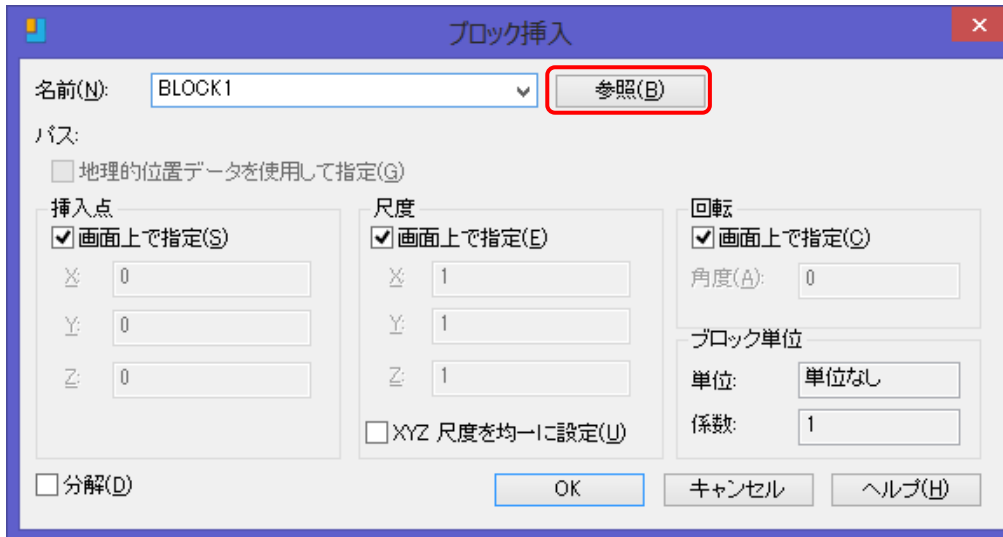 ブロック挿入
名前(N): BLOCK1 参照(B)
パス:
地理的位置データを使用して指定(G)
挿入点
画面上で指定(S)
X: 0
Y: 0
Z: 0
尺度
画面上で指定(E)
X: 1
Y: 1
Z: 1
XYZ 尺度を均一に設定(U)
回転
画面上で指定(C)
角度(A): 0
ブロック単位
単位: 単位なし
係数: 1
分解(D)
OK キャンセル ヘルプ(H)